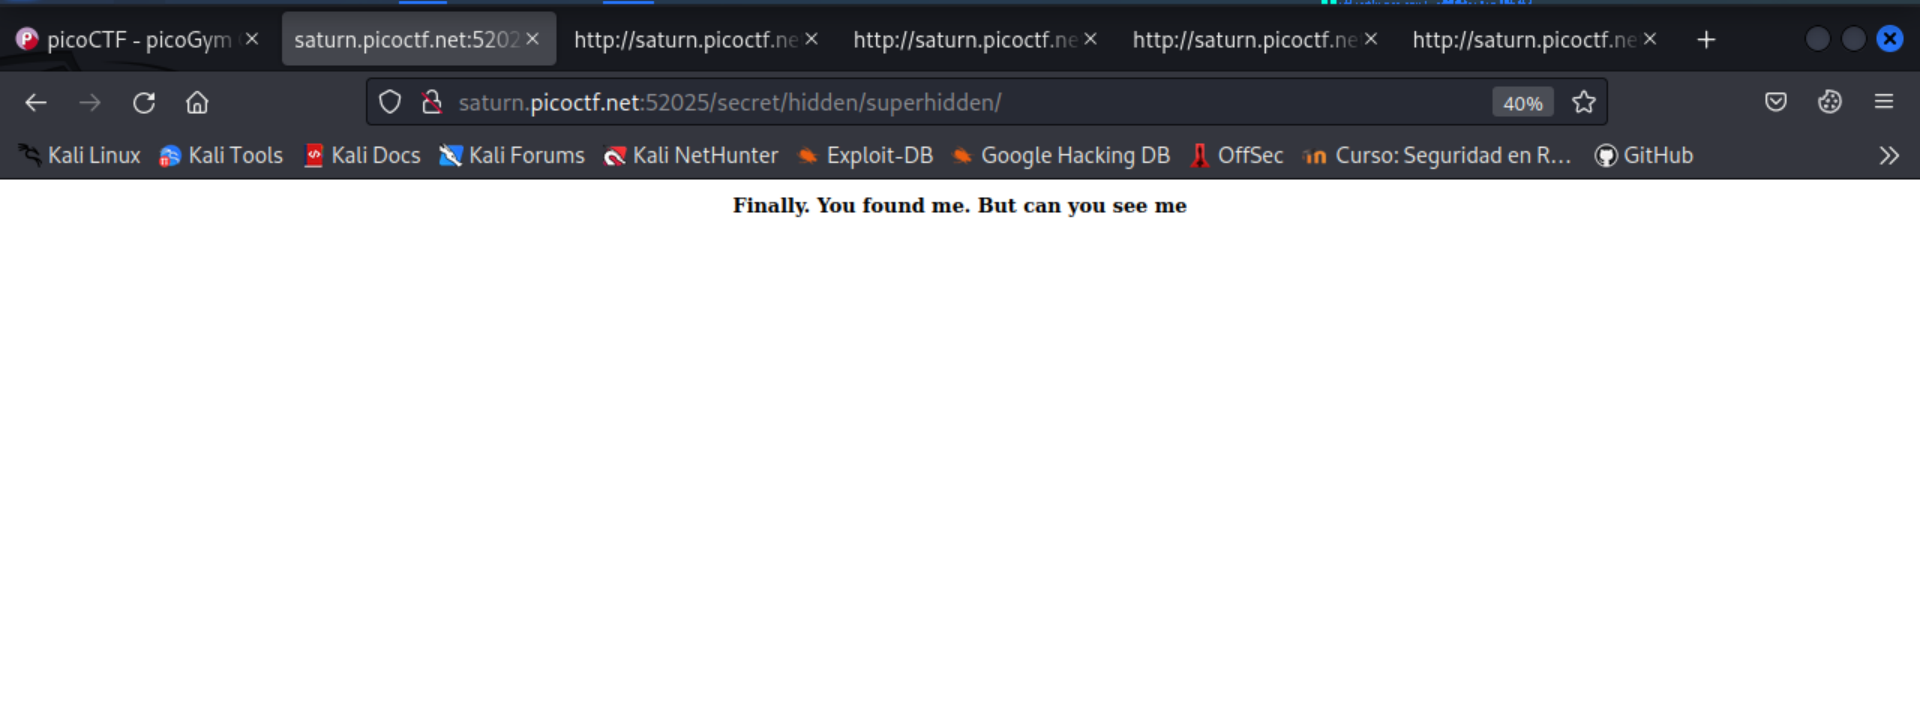 picoCTF - picoGym
saturn.picoctf.net:5202
http://saturn.picoctf.ne
http://saturn.picoctf.ne
http://saturn.picoctf.ne
http://saturn.picoctf.ne
saturn.picoctf.net:52025/secret/hidden/superhidden/
40%
Kali Linux
Kali Tools
Kali Docs
Kali Forums
Kali NetHunter
Exploit-DB
Google Hacking DB
OffSec
Curso: Seguridad en R...
GitHub
Finally. You found me. But can you see me